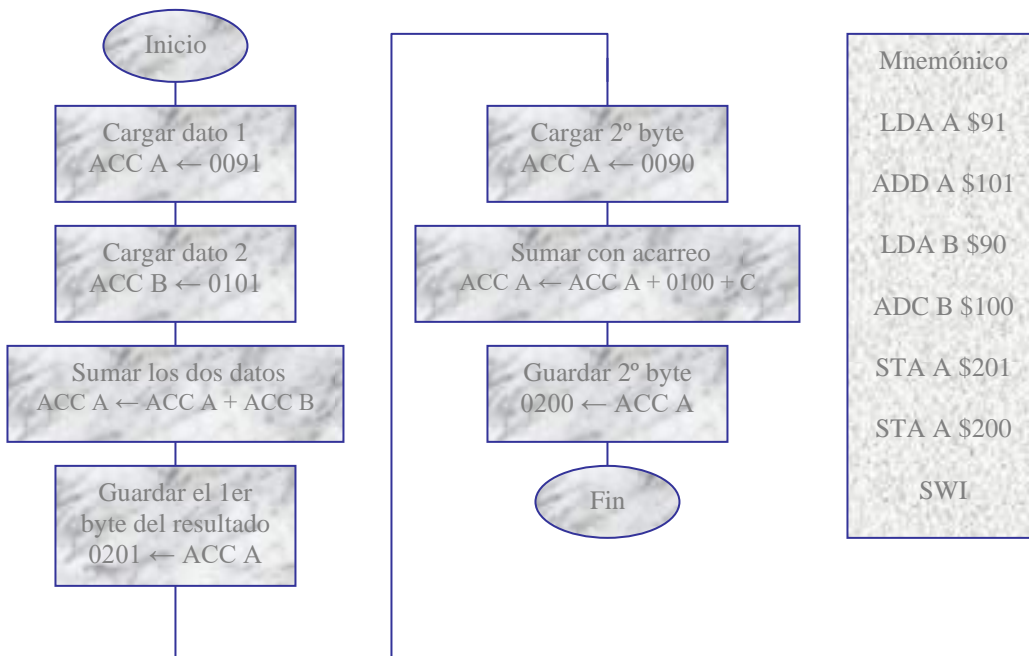 Inicio
Cargar dato 1
ACC A ← 0091
Cargar dato 2
ACC B ← 0101
Sumar los dos datos
ACC A ← ACC A + ACC B
Guardar el 1er
byte del resultado
0201 ← ACC A
Cargar 2º byte
ACC A ← 0090
Sumar con acarreo
ACC A ← ACC A + 0100 + C
Guardar 2º byte
0200 ← ACC A
Fin
Mnemónico
LDA A $91
ADD A $101
LDA B $90
ADC B $100
STA A $201
STA A $200
SWI